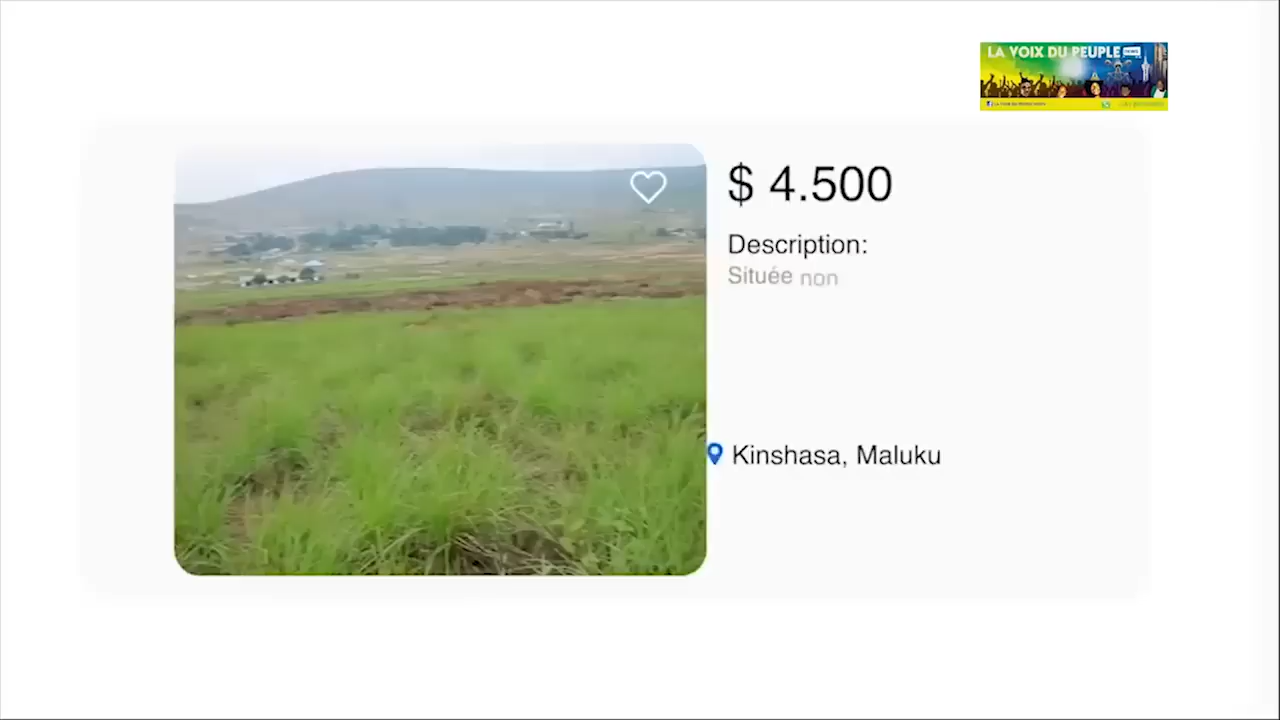 LA VOIX DU PEUPLE
$ 4.500
Description:
Située non
Kinshasa, Maluku